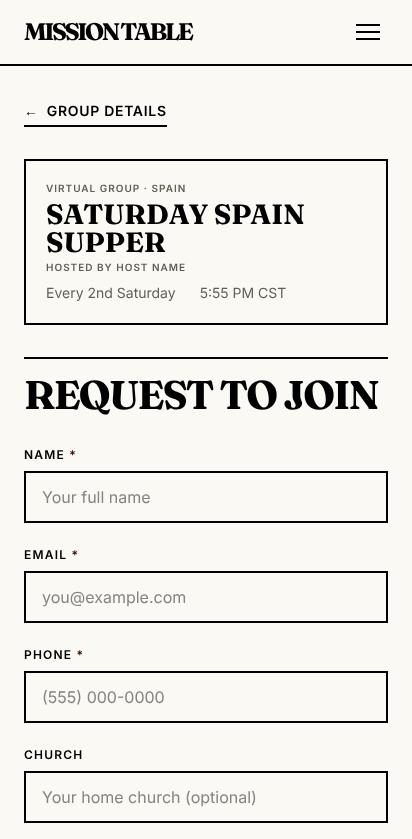 MISSION TABLE
← GROUP DETAILS
VIRTUAL GROUP · SPAIN
SATURDAY SPAIN
SUPPER
HOSTED BY HOST NAME
Every 2nd Saturday 5:55 PM CST
REQUEST TO JOIN
NAME *
Your full name
EMAIL *
you@example.com
PHONE *
(555) 000-0000
CHURCH
Your home church (optional)